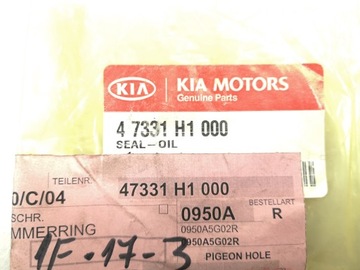 KIA KIA MOTORS
Genuine Parts
4 7331 H1 000
SEAL-OIL
TEILENR. 47331 H1 000
0/C/04 0950A BESTELLART R
SCHR. 0950A5G02R
MMERRING 0950A5G02R
1F-17-3 PIGEON HOLE